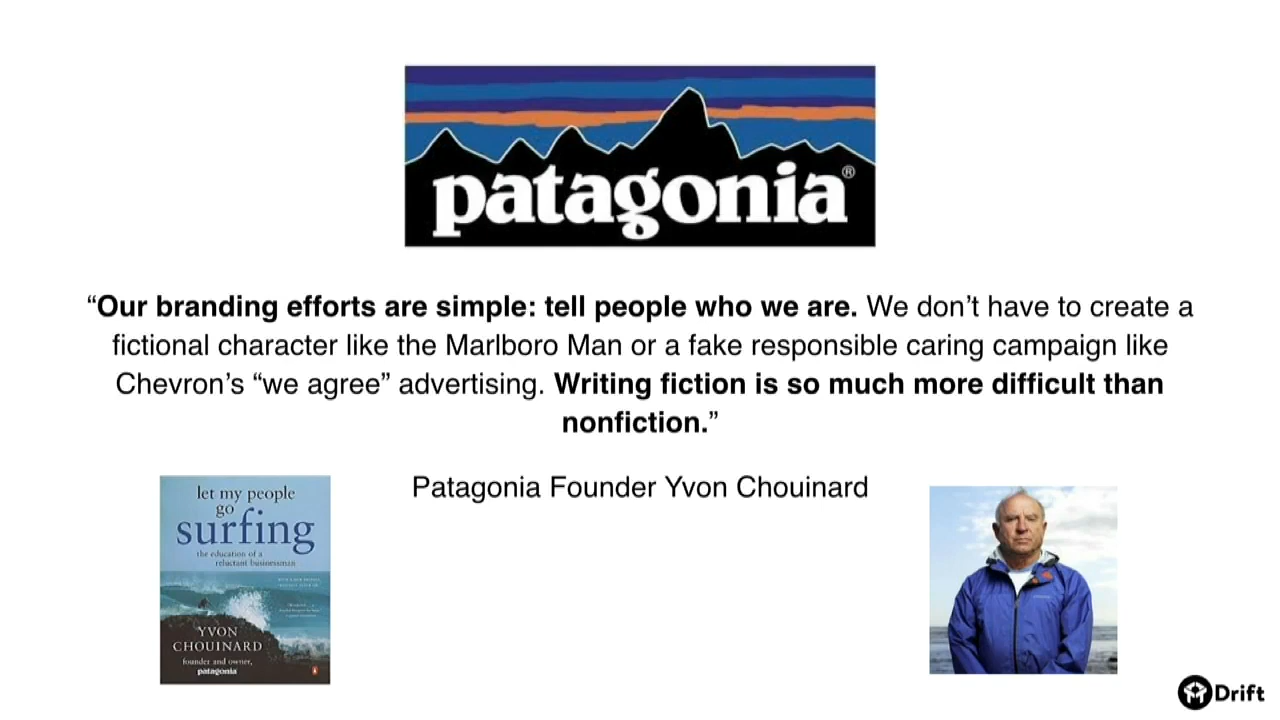 patagonia®
“Our branding efforts are simple: tell people who we are. We don’t have to create a
fictional character like the Marlboro Man or a fake responsible caring campaign like
Chevron’s “we agree” advertising. Writing fiction is so much more difficult than
nonfiction.”
Patagonia Founder Yvon Chouinard
let my people
go
surfing
the education of a
reluctant businessman
YVON
CHOUINARD
founder and owner,
patagonia
Drift